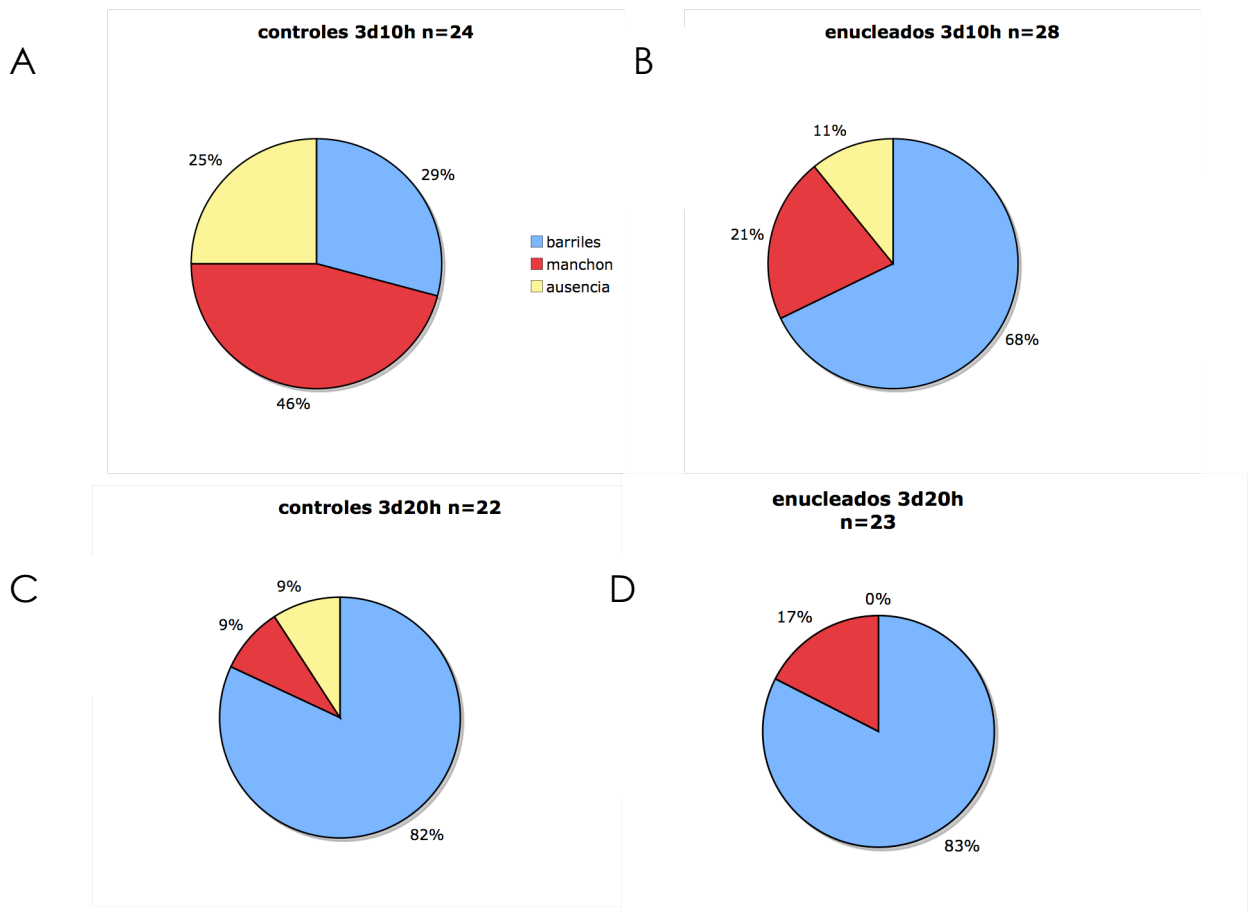 A
controles 3d10h n=24
25%
29%
46%
barriles
manchon
ausencia
B
enucleados 3d10h n=28
11%
21%
68%
C
controles 3d20h n=22
9%
9%
82%
D
enucleados 3d20h
n=23
0%
17%
83%